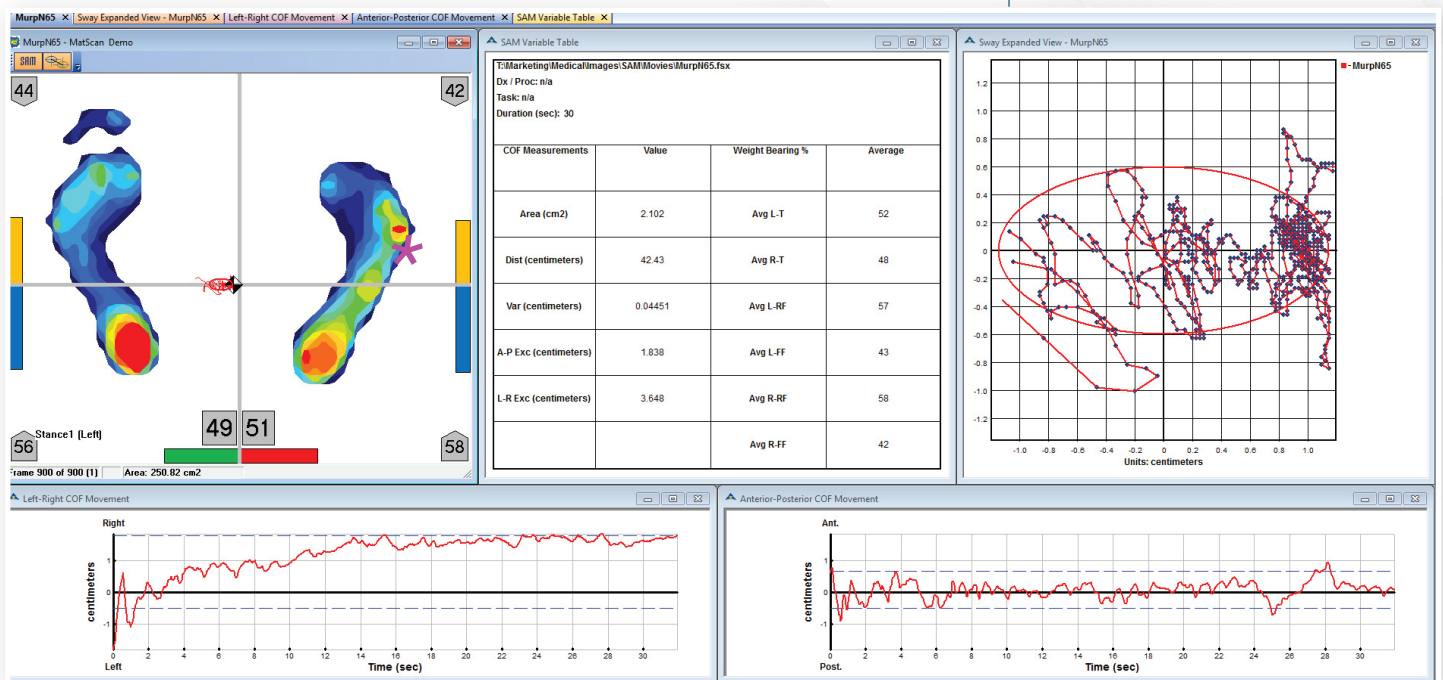 MurpN65 X Sway Expanded View - MurpN65 X Left-Right COF Movement X Anterior-Posterior COF Movement X SAM Variable Table X
MurpN65 - MatScan Demo
SAM
44
42
56
Stance1 (Left)
49
51
58
Frame 900 of 900 (1)
Area: 250.82 cm2
SAM Variable Table
T:\Marketing\Medical\Images\SAM\Movies\MurpN65.fsx
Dx / Proc: n/a
Task: n/a
Duration (sec): 30
COF Measurements Value Weight Bearing % Average
Area (cm2) 2.102 Avg L-T 52
Dist (centimeters) 42.43 Avg R-T 48
Var (centimeters) 0.04451 Avg L-RF 57
A-P Exc (centimeters) 1.838 Avg L-FF 43
L-R Exc (centimeters) 3.648 Avg R-RF 58
Avg R-FF 42
Sway Expanded View - MurpN65
-MurpN65
1.2
1.0
0.8
0.6
0.4
0.2
0
-0.2
-0.4
-0.6
-0.8
-1.0
-1.2
-1.0 -0.8 -0.6 -0.4 -0.2 0 0.2 0.4 0.6 0.8 1.0
Units: centimeters
Left-Right COF Movement
Right
centimeters
1
0
-1
0 2 4 6 8 10 12 14 16 18 20 22 24 26 28 30
Left
Time (sec)
Anterior-Posterior COF Movement
Ant.
centimeters
1
0
-1
0 2 4 6 8 10 12 14 16 18 20 22 24 26 28 30
Post.
Time (sec)